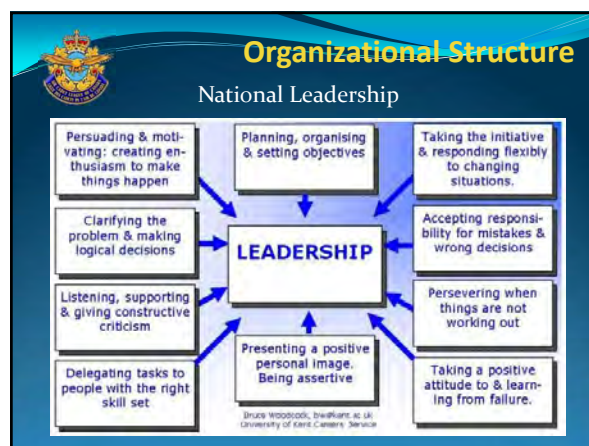 Organizational Structure
National Leadership
Persuading & moti-
vating: creating en-
thusiasm to make
things happen
Planning, organising
& setting objectives
Taking the initiative
& responding flexibly
to changing
situations.
Clarifying the
problem & making
logical decisions
LEADERSHIP
Accepting responsi-
bility for mistakes &
wrong decisions
Listening, supporting
& giving constructive
criticism
Persevering when
things are not
working out
Delegating tasks to
people with the right
skill set
Presenting a positive
personal image.
Being assertive
Taking a positive
attitude to & learn-
ing from failure.
Bruce Woodcock, bw@kent.ac.uk
University of Kent Careers Service